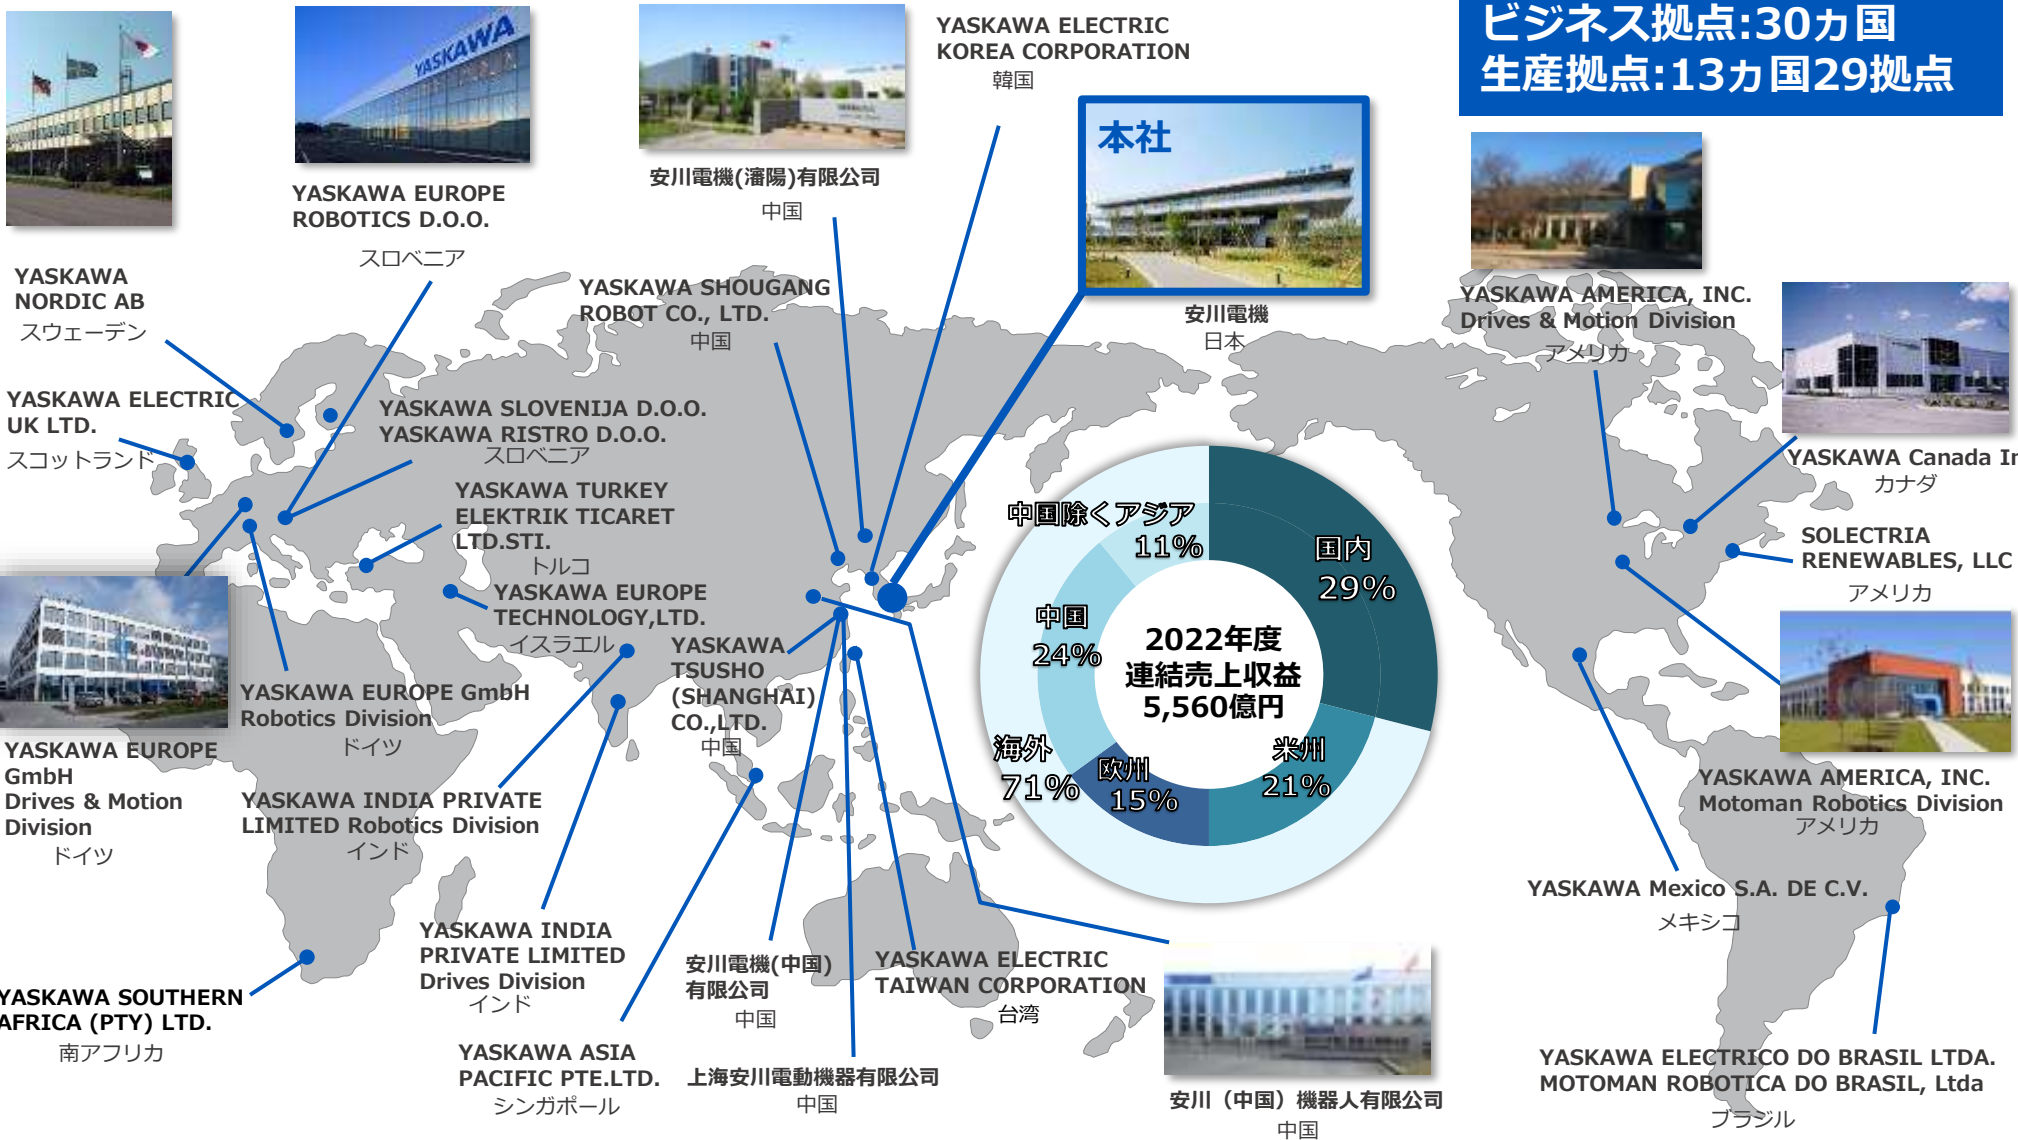 ビジネス拠点:30ヵ国
生産拠点:13ヵ国29拠点
YASKAWA
YASKAWA ELECTRIC
KOREA CORPORATION
韓国
本社
安川電機
日本
安川電機(瀋陽)有限公司
中国
YASKAWA EUROPE
ROBOTICS D.O.O.
スロベニア
YASKAWA
NORDIC AB
スウェーデン
YASKAWA SHOUGANG
ROBOT CO., LTD.
中国
YASKAWA AMERICA, INC.
Drives & Motion Division
アメリカ
YASKAWA ELECTRIC
UK LTD.
スコットランド
YASKAWA SLOVENIJA D.O.O.
YASKAWA RISTRO D.O.O.
スロベニア
YASKAWA Canada In
カナダ
YASKAWA TURKEY
ELEKTRIK TICARET
LTD.STI.
トルコ
SOLECTRIA
RENEWABLES, LLC
アメリカ
YASKAWA EUROPE
TECHNOLOGY,LTD.
イスラエル
YASKAWA
TSUSHO
(SHANGHAI)
CO.,LTD.
中国
中国除くアジア
11%
国内
29%
中国
24%
2022年度
連結売上収益
5,560億円
海外
71%
欧州
15%
米州
21%
YASKAWA EUROPE GmbH
Robotics Division
ドイツ
YASKAWA EUROPE
GmbH
Drives & Motion
Division
ドイツ
YASKAWA INDIA PRIVATE
LIMITED Robotics Division
インド
YASKAWA AMERICA, INC.
Motoman Robotics Division
アメリカ
YASKAWA Mexico S.A. DE C.V.
メキシコ
YASKAWA INDIA
PRIVATE LIMITED
Drives Division
インド
安川電機(中国)
有限公司
中国
YASKAWA ELECTRIC
TAIWAN CORPORATION
台湾
YASKAWA SOUTHERN
AFRICA (PTY) LTD.
南アフリカ
YASKAWA ASIA
PACIFIC PTE.LTD.
シンガポール
上海安川電動機器有限公司
中国
安川（中国）機器人有限公司
中国
YASKAWA ELECTRICO DO BRASIL LTDA.
MOTOMAN ROBOTICA DO BRASIL, Ltda
ブラジル